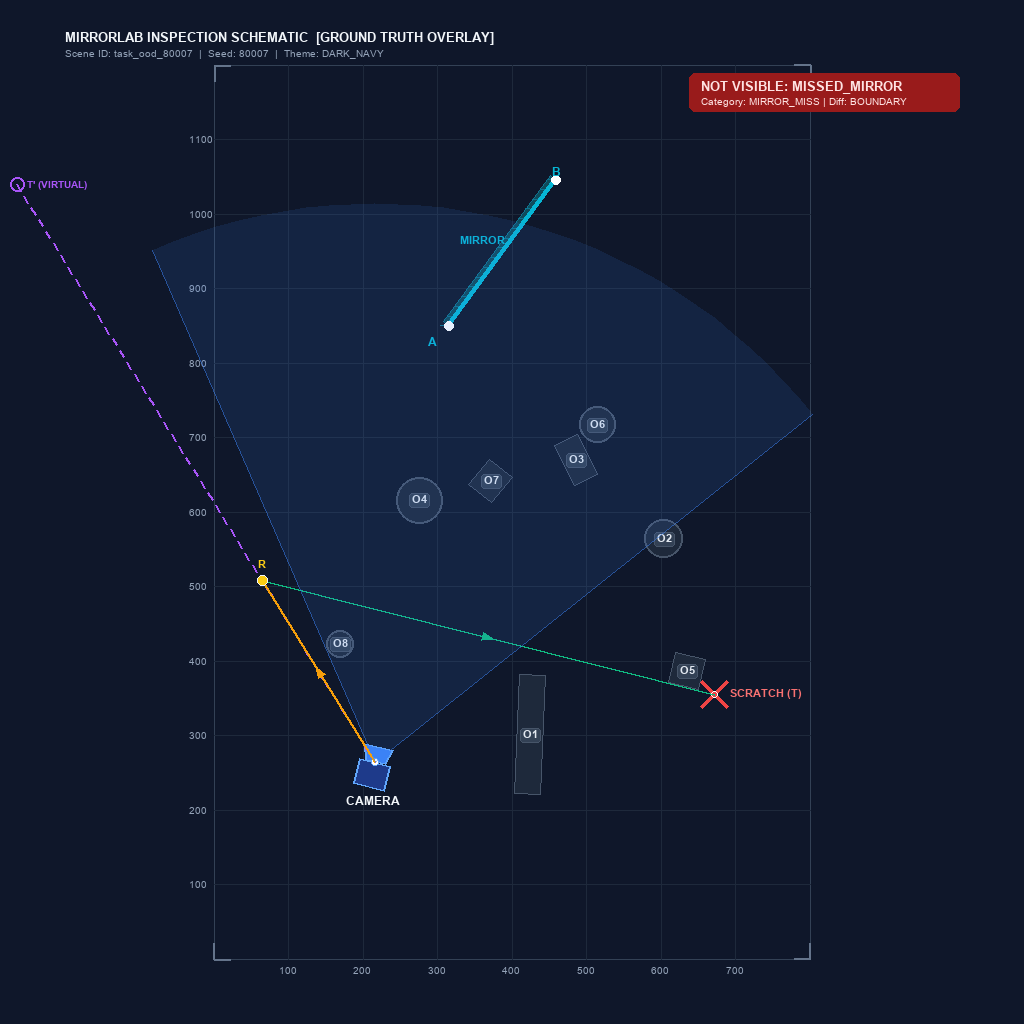 MIRRORLAB INSPECTION SCHEMATIC [GROUND TRUTH OVERLAY]
Scene ID: task_ood_80007 | Seed: 80007 | Theme: DARK_NAVY
NOT VISIBLE: MISSED_MIRROR
Category: MIRROR_MISS | Diff: BOUNDARY
1100
B
T' (VIRTUAL)
1000
MIRROR
900
A
800
700
O6
O3
O7
O4
600
O2
R
500
O8
400
O5
SCRATCH (T)
300
O1
CAMERA
200
100
100 200 300 400 500 600 700